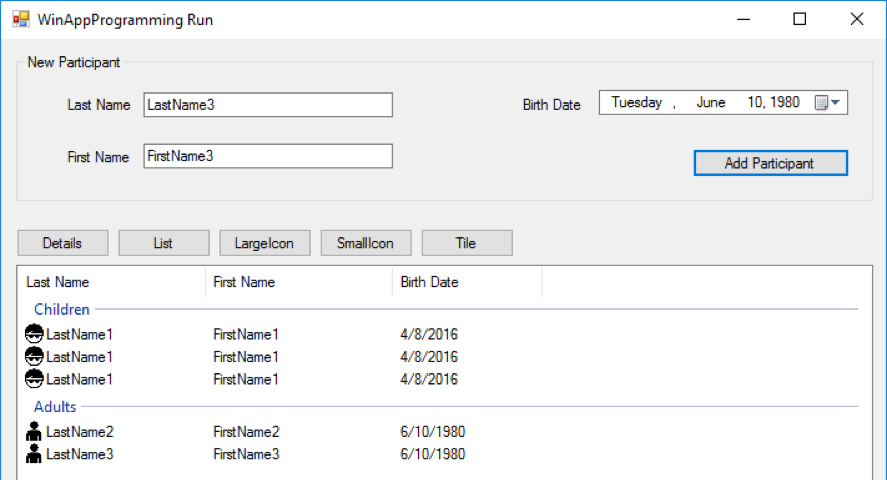 WinAppProgramming Run
New Participant
Last Name LastName3 Birth Date Tuesday , June 10, 1980
First Name FirstName3 Add Participant
Details List LargeIcon SmallIcon Tile
Last Name First Name Birth Date
Children
LastName1 FirstName1 4/8/2016
LastName1 FirstName1 4/8/2016
LastName1 FirstName1 4/8/2016
Adults
LastName2 FirstName2 6/10/1980
LastName3 FirstName3 6/10/1980